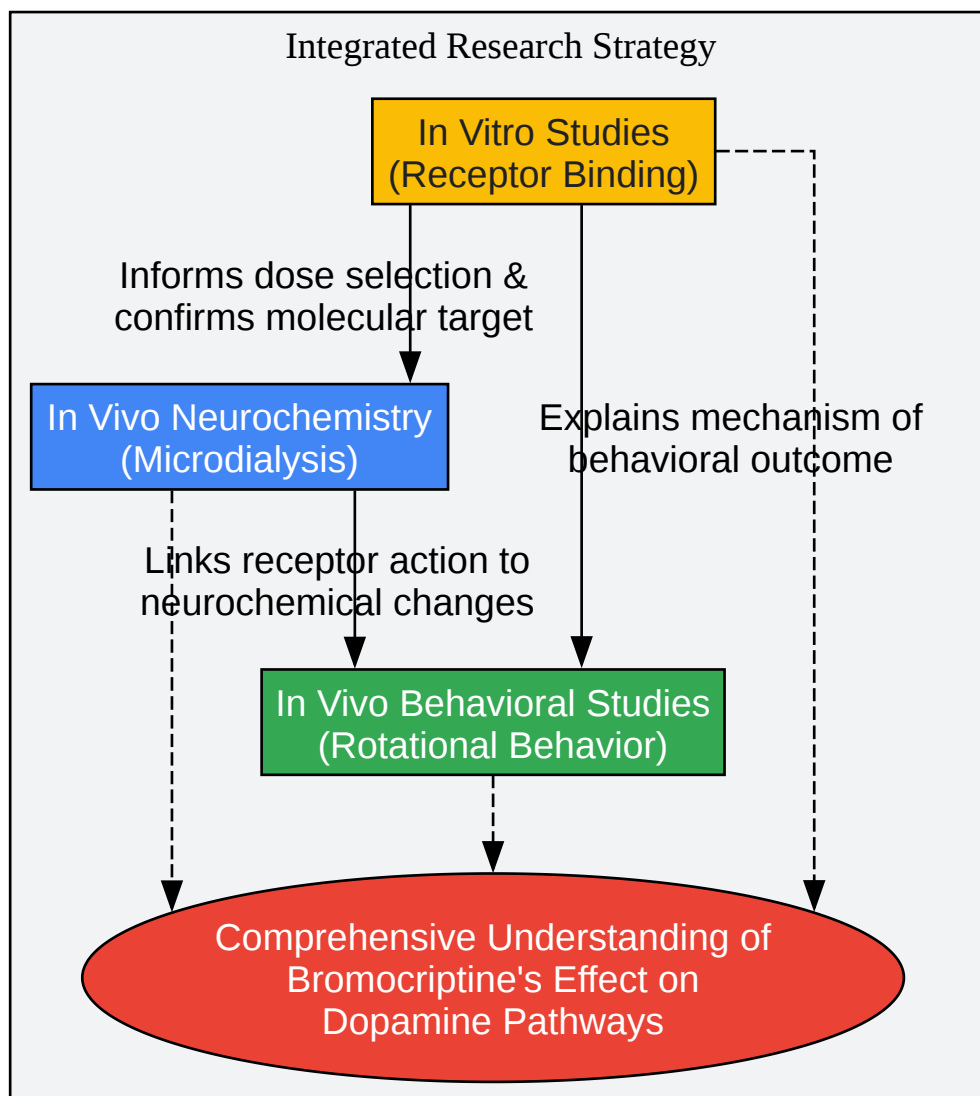 Integrated Research Strategy
In Vitro Studies
(Receptor Binding)
Informs dose selection &
confirms molecular target
In Vivo Neurochemistry
(Microdialysis)
Explains mechanism of
behavioral outcome
Links receptor action to
neurochemical changes
In Vivo Behavioral Studies
(Rotational Behavior)
Comprehensive Understanding of
Bromocriptine's Effect on
Dopamine Pathways